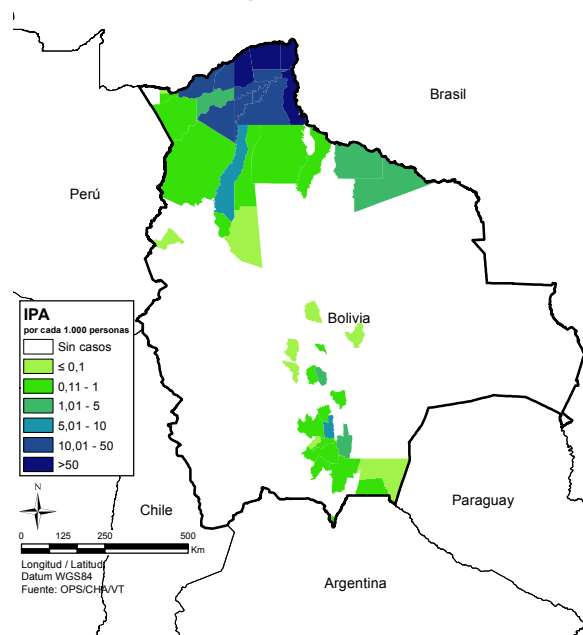 Brasil
Perú
Bolivia
IPA
por cada 1.000 personas
Sin casos
≤ 0,1
0,11 - 1
1,01 - 5
5,01 - 10
10,01 - 50
>50
N
Chile
Paraguay
0 125 250 500
Km
Longitud / Latitud
Datum WGS84
Fuente: OPS/CHA/VT
Argentina